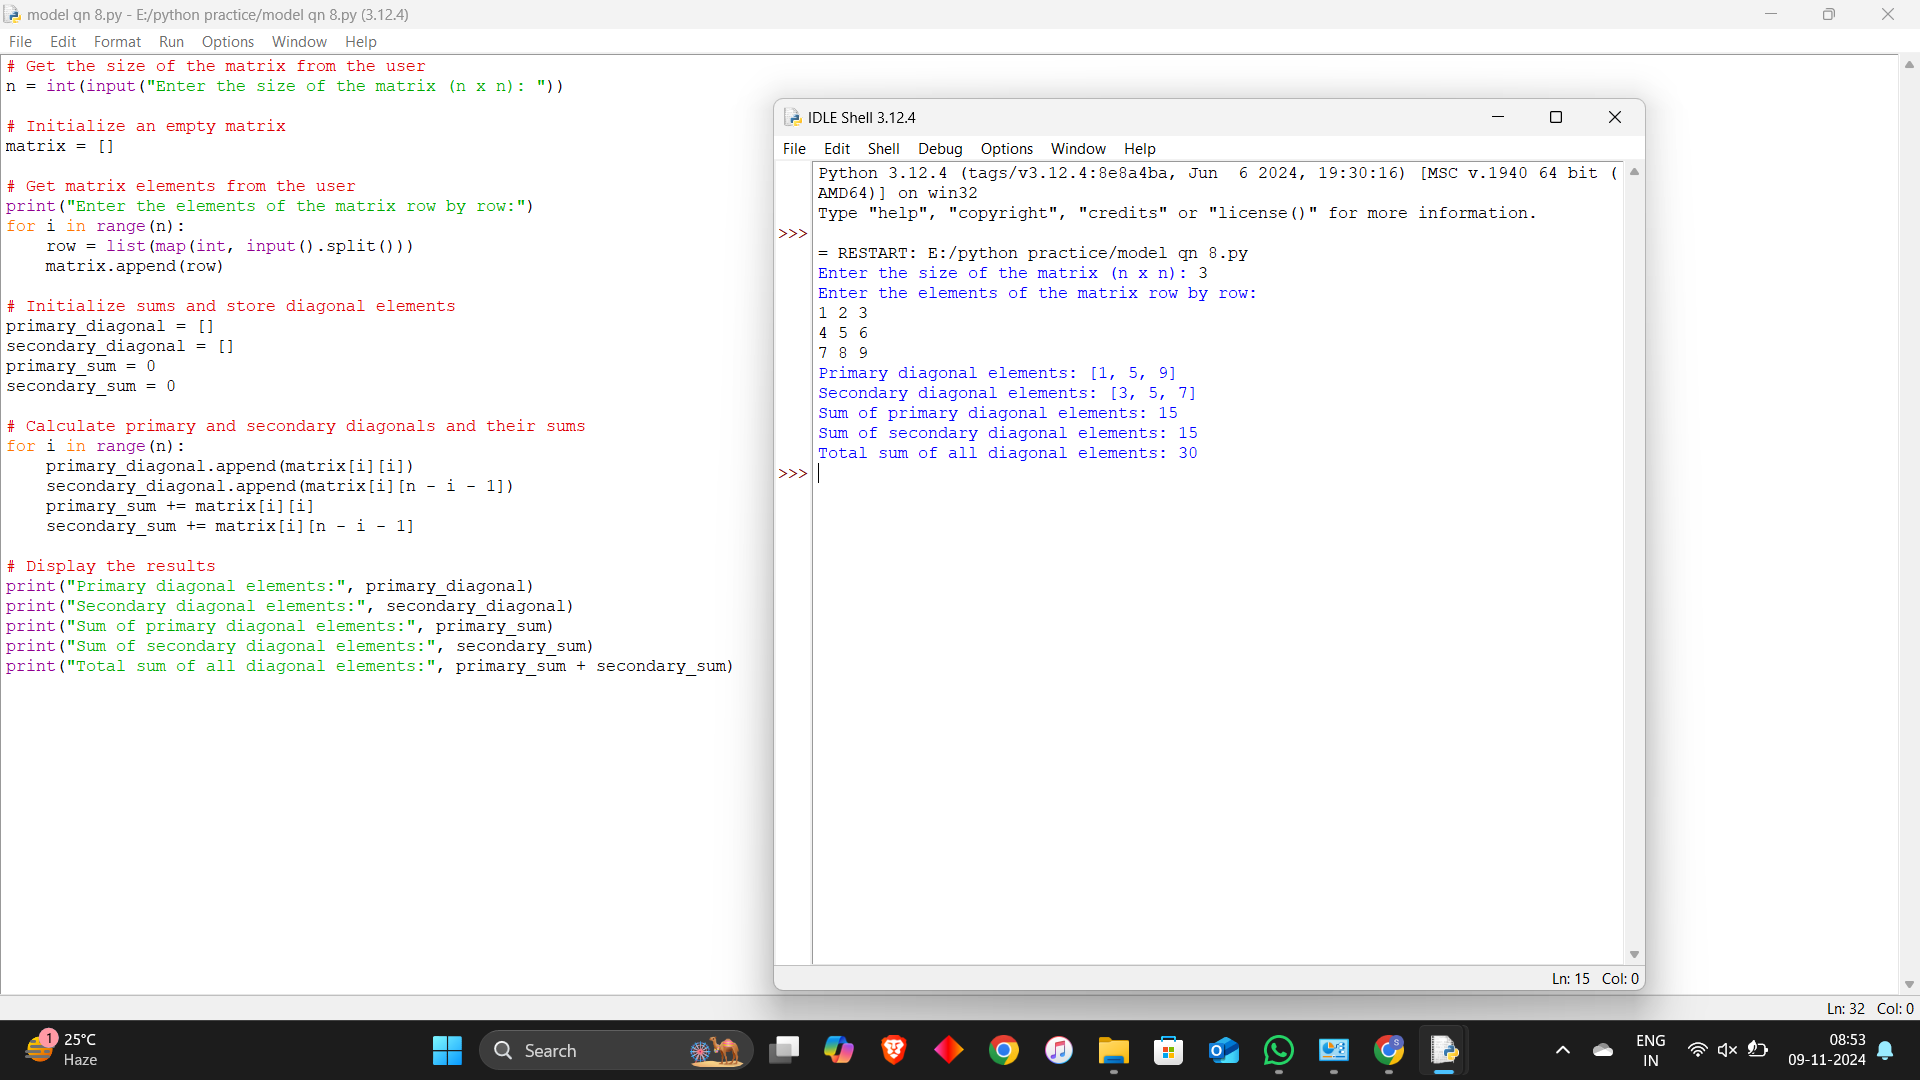 model qn 8.py - E:/python practice/model qn 8.py (3.12.4)
File Edit Format Run Options Window Help
# Get the size of the matrix from the user
n = int(input("Enter the size of the matrix (n x n): "))
# Initialize an empty matrix
matrix = []
# Get matrix elements from the user
print("Enter the elements of the matrix row by row:")
for i in range(n):
    row = list(map(int, input().split()))
    matrix.append(row)
# Initialize sums and store diagonal elements
primary_diagonal = []
secondary_diagonal = []
primary_sum = 0
secondary_sum = 0
# Calculate primary and secondary diagonals and their sums
for i in range(n):
    primary_diagonal.append(matrix[i][i])
    secondary_diagonal.append(matrix[i][n - i - 1])
    primary_sum += matrix[i][i]
    secondary_sum += matrix[i][n - i - 1]
# Display the results
print("Primary diagonal elements:", primary_diagonal)
print("Secondary diagonal elements:", secondary_diagonal)
print("Sum of primary diagonal elements:", primary_sum)
print("Sum of secondary diagonal elements:", secondary_sum)
print("Total sum of all diagonal elements:", primary_sum + secondary_sum)
IDLE Shell 3.12.4
File Edit Shell Debug Options Window Help
Python 3.12.4 (tags/v3.12.4:8e8a4ba, Jun  6 2024, 19:30:16) [MSC v.1940 64 bit (
AMD64)] on win32
Type "help", "copyright", "credits" or "license()" for more information.
>>>
= RESTART: E:/python practice/model qn 8.py
Enter the size of the matrix (n x n): 3
Enter the elements of the matrix row by row:
1 2 3
4 5 6
7 8 9
Primary diagonal elements: [1, 5, 9]
Secondary diagonal elements: [3, 5, 7]
Sum of primary diagonal elements: 15
Sum of secondary diagonal elements: 15
Total sum of all diagonal elements: 30
>>>
Ln: 15 Col: 0
Ln: 32 Col: 0
1
25°C
Haze
Search
S
ENG
IN
08:53
09-11-2024